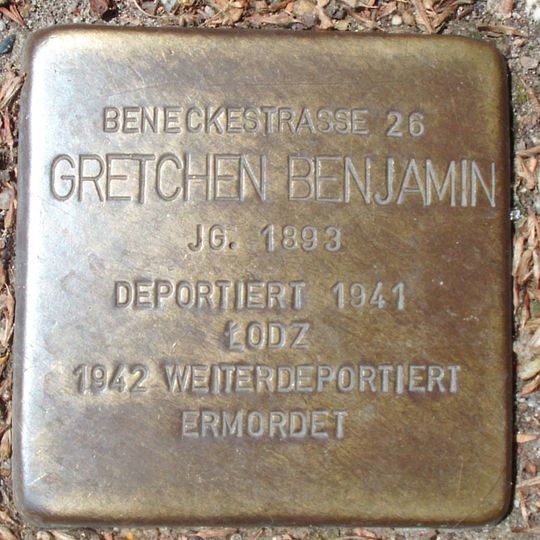 BENECKESTRASSE 26
GRETCHEN BENJAMIN
JG. 1893
DEPORTIERT 1941
ŁODZ
1942 WEITERDEPORTIERT
ERMORDET